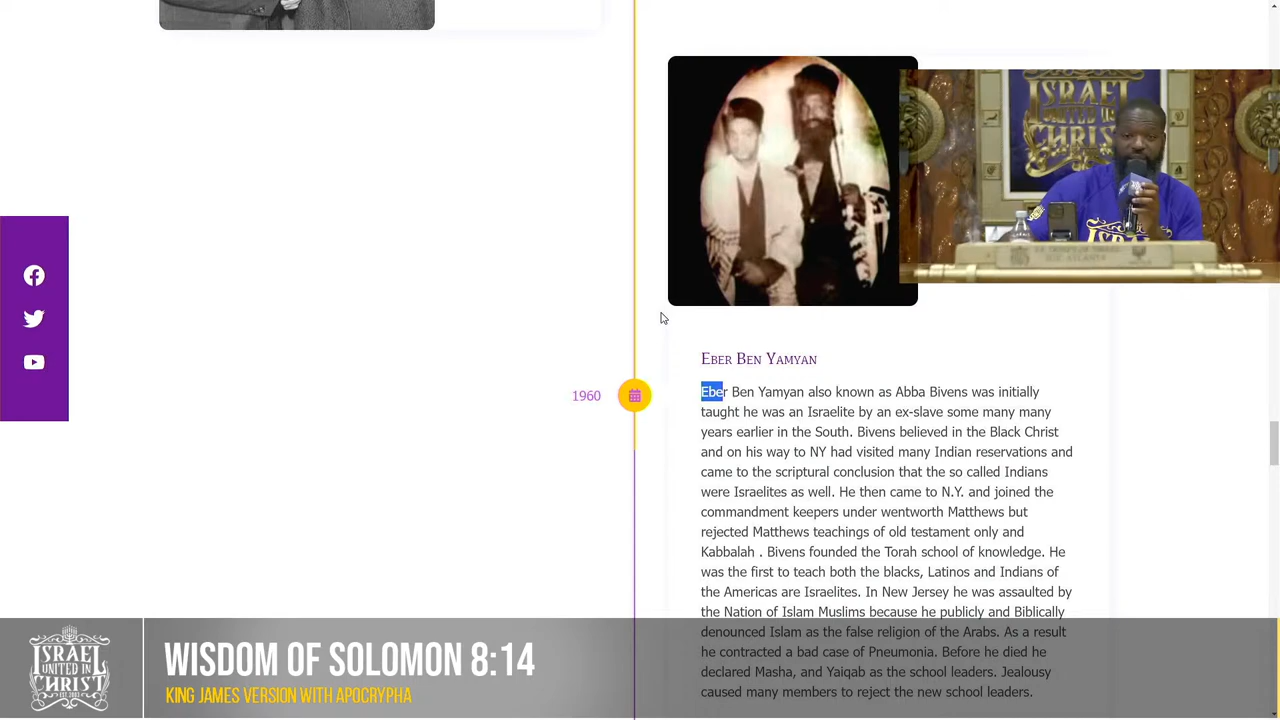 ISRAEL
UNITED IN
CHRIST
EBER BEN YAMYAN
Eber Ben Yamyan also known as Abba Bivens was initially
taught he was an Israelite by an ex-slave some many many
years earlier in the South. Bivens believed in the Black Christ
and on his way to NY had visited many Indian reservations and
came to the scriptural conclusion that the so called Indians
were Israelites as well. He then came to N.Y. and joined the
commandment keepers under wentworth Matthews but
rejected Matthews teachings of old testament only and
Kabbalah . Bivens founded the Torah school of knowledge. He
was the first to teach both the blacks, Latinos and Indians of
the Americas are Israelites. In New Jersey he was assaulted by
the Nation of Islam Muslims because he publicly and Biblically
denounced Islam as the false religion of the Arabs. As a result
he contracted a bad case of Pneumonia. Before he died he
declared Masha, and Yaiqab as the school leaders. Jealousy
caused many members to reject the new school leaders.
1960
ISRAEL
UNITED IN
CHRIST
EST. 2003
WISDOM OF SOLOMON 8:14
KING JAMES VERSION WITH APOCRYPHA